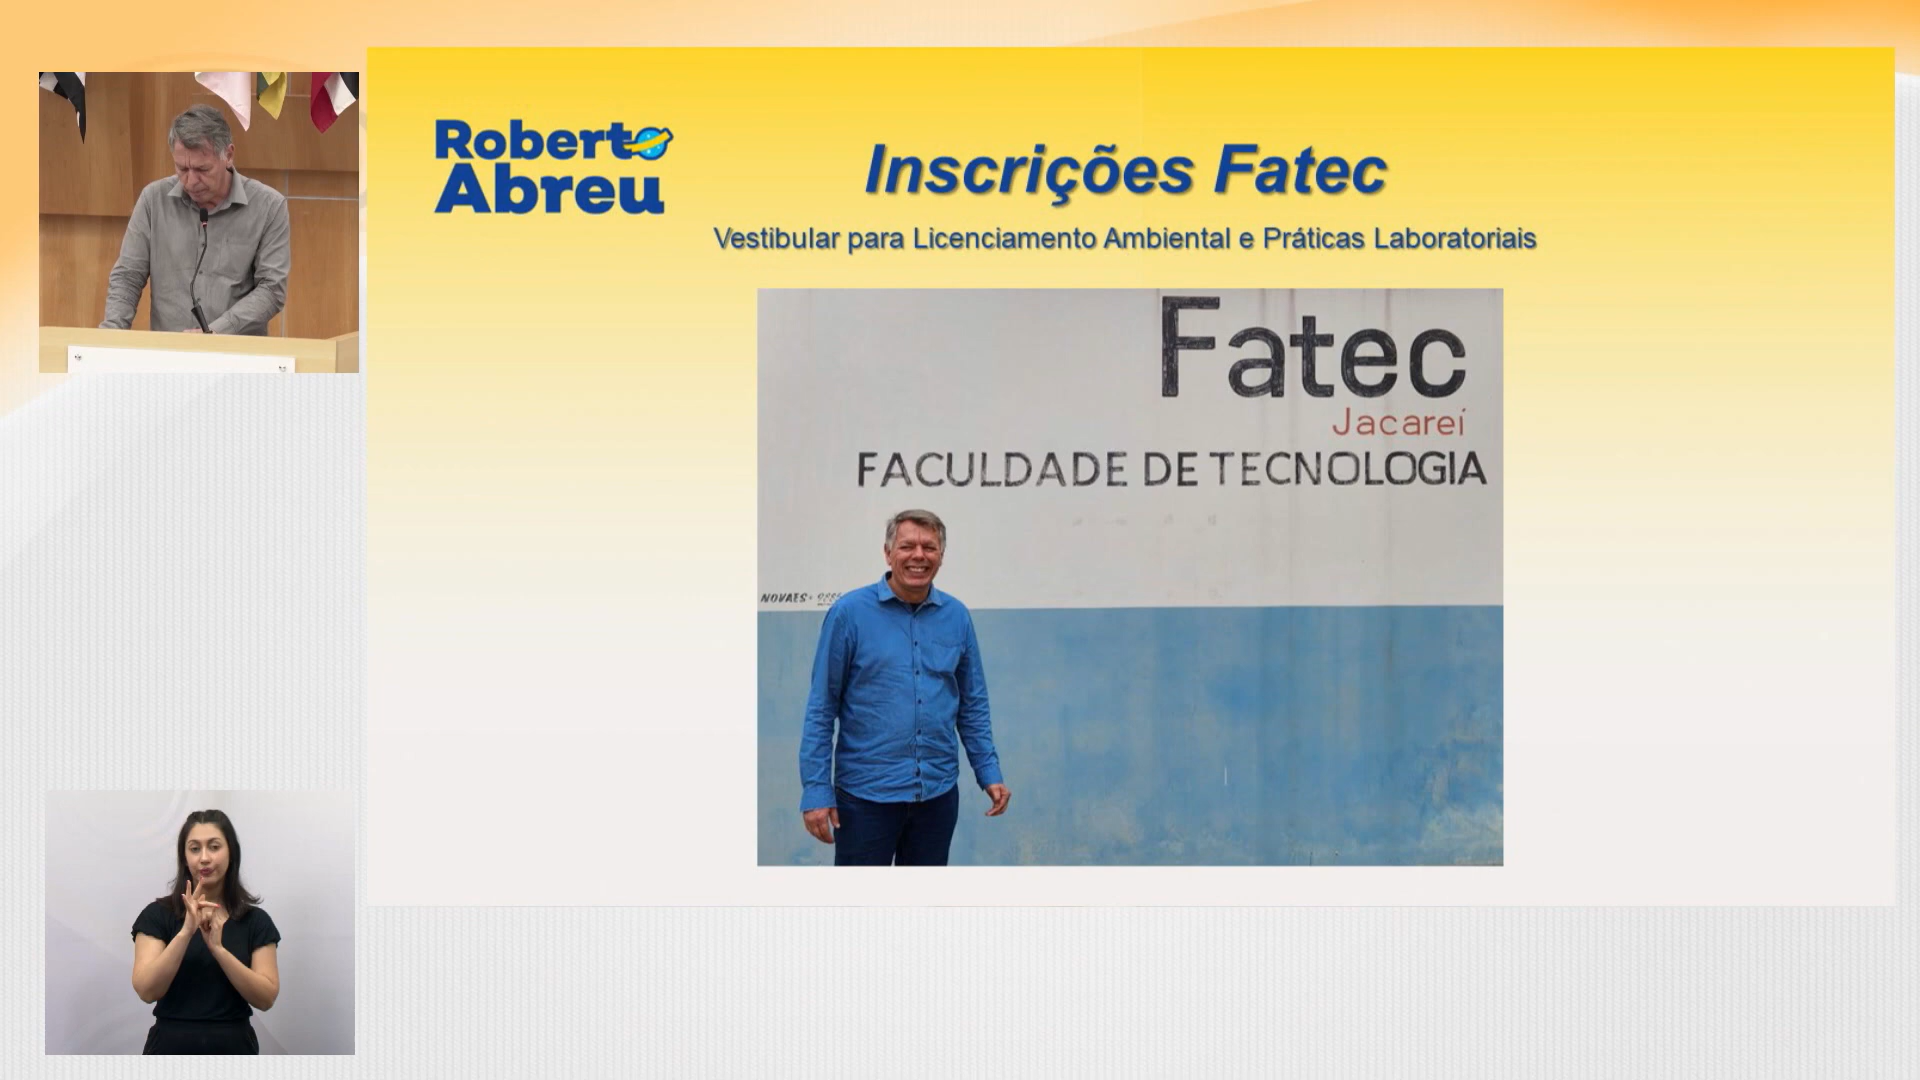 Roberto
Abreu
Inscrições Fatec
Vestibular para Licenciamento Ambiental e Práticas Laboratoriais
Fatec
Jacareí
FACULDADE DE TECNOLOGIA
NOVAES